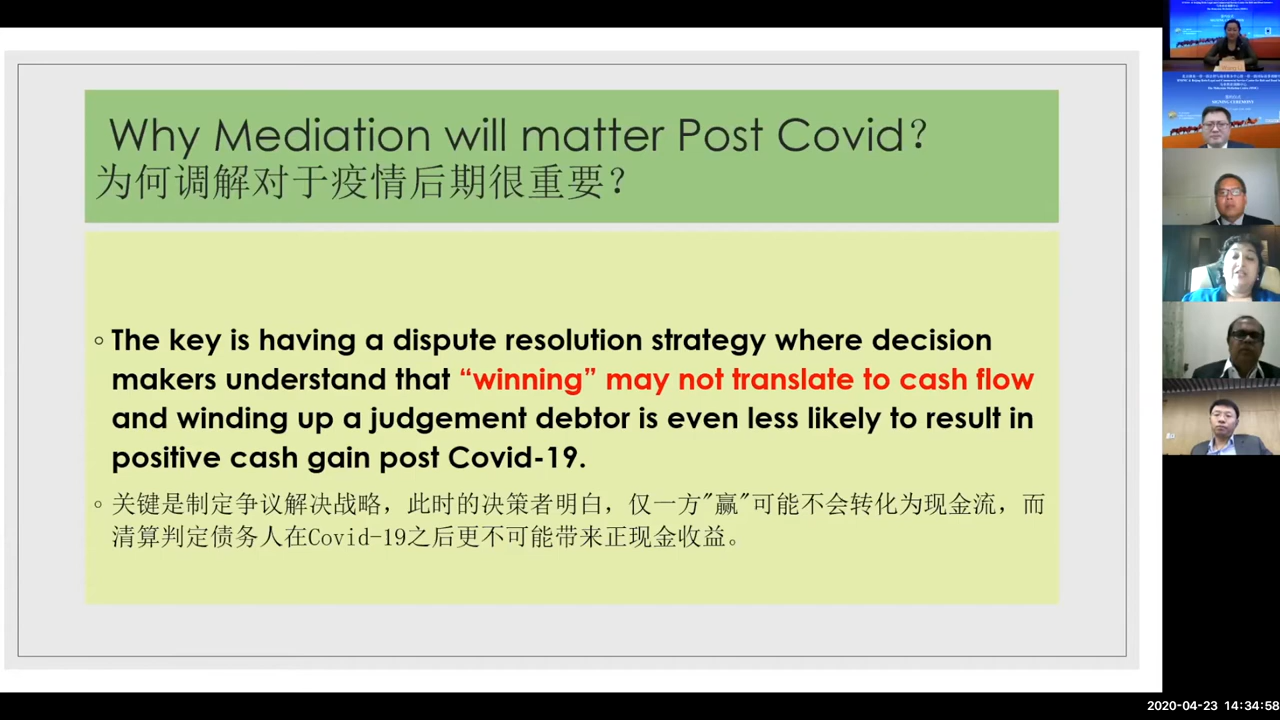 Why Mediation will matter Post Covid?
为何调解对于疫情后期很重要？
The key is having a dispute resolution strategy where decision
makers understand that “winning” may not translate to cash flow
and winding up a judgement debtor is even less likely to result in
positive cash gain post Covid-19.
关键是制定争议解决战略，此时的决策者明白，仅一方"赢"可能不会转化为现金流，而
清算判定债务人在Covid-19之后更不可能带来正现金收益。
SIGNING CEREMONY
2020-04-23 14:34:58